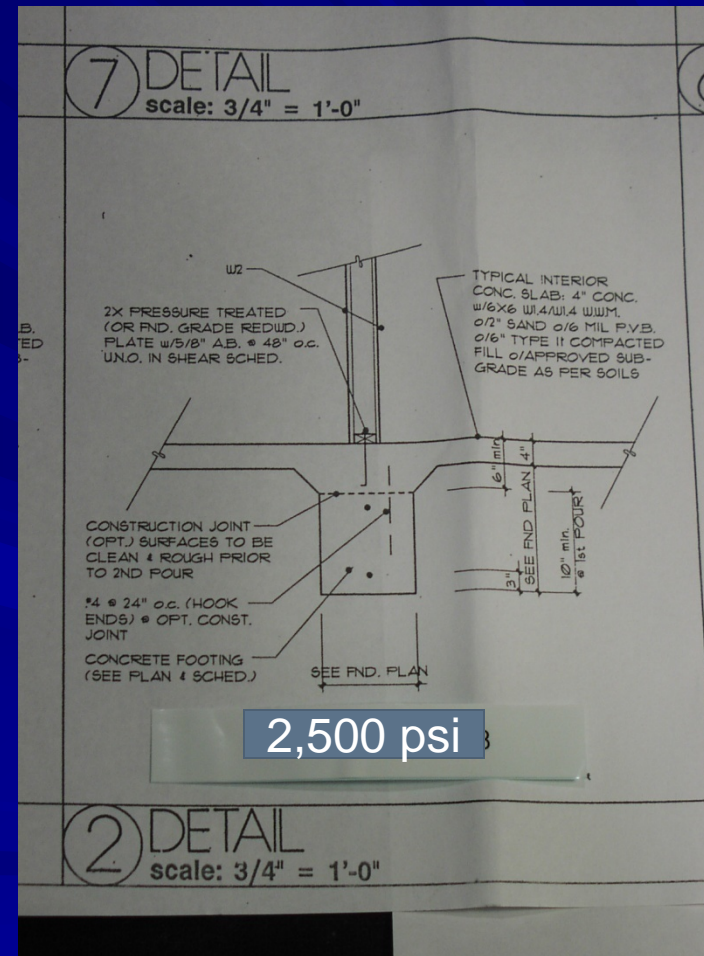 7 DETAIL
scale: 3/4" = 1'-0"
W2
2X PRESSURE TREATED
(OR FND. GRADE REDWD.)
PLATE w/5/8" A.B. @ 48" o.c.
U.N.O. IN SHEAR SCHED.
TYPICAL INTERIOR
CONC. SLAB: 4" CONC.
w/6X6 W1.4/W1.4 W.W.M.
o/2" SAND o/6 MIL P.V.B.
o/6" TYPE II COMPACTED
FILL o/APPROVED SUB-
GRADE AS PER SOILS
B.
TED
6" min.
4"
SEE FND PLAN
3"
10" min.
@ 1st POUR
CONSTRUCTION JOINT
(OPT.) SURFACES TO BE
CLEAN & ROUGH PRIOR
TO 2ND POUR
#4 @ 24" o.c. (HOOK
ENDS) @ OPT. CONST.
JOINT
CONCRETE FOOTING
(SEE PLAN & SCHED.)
SEE FND. PLAN
2,500 psi
2 DETAIL
scale: 3/4" = 1'-0"